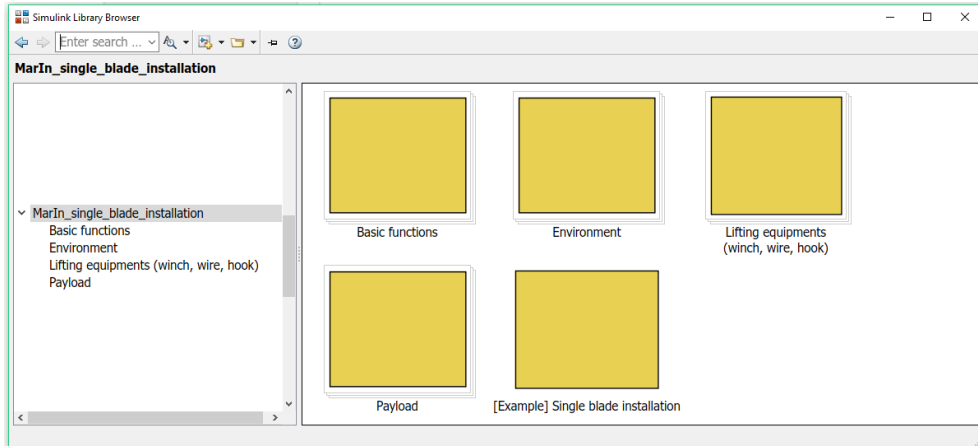 Simulink Library Browser
Enter search ...
MarIn_single_blade_installation
MarIn_single_blade_installation
Basic functions
Environment
Lifting equipments (winch, wire, hook)
Payload
Basic functions
Environment
Lifting equipments
(winch, wire, hook)
Payload
[Example] Single blade installation